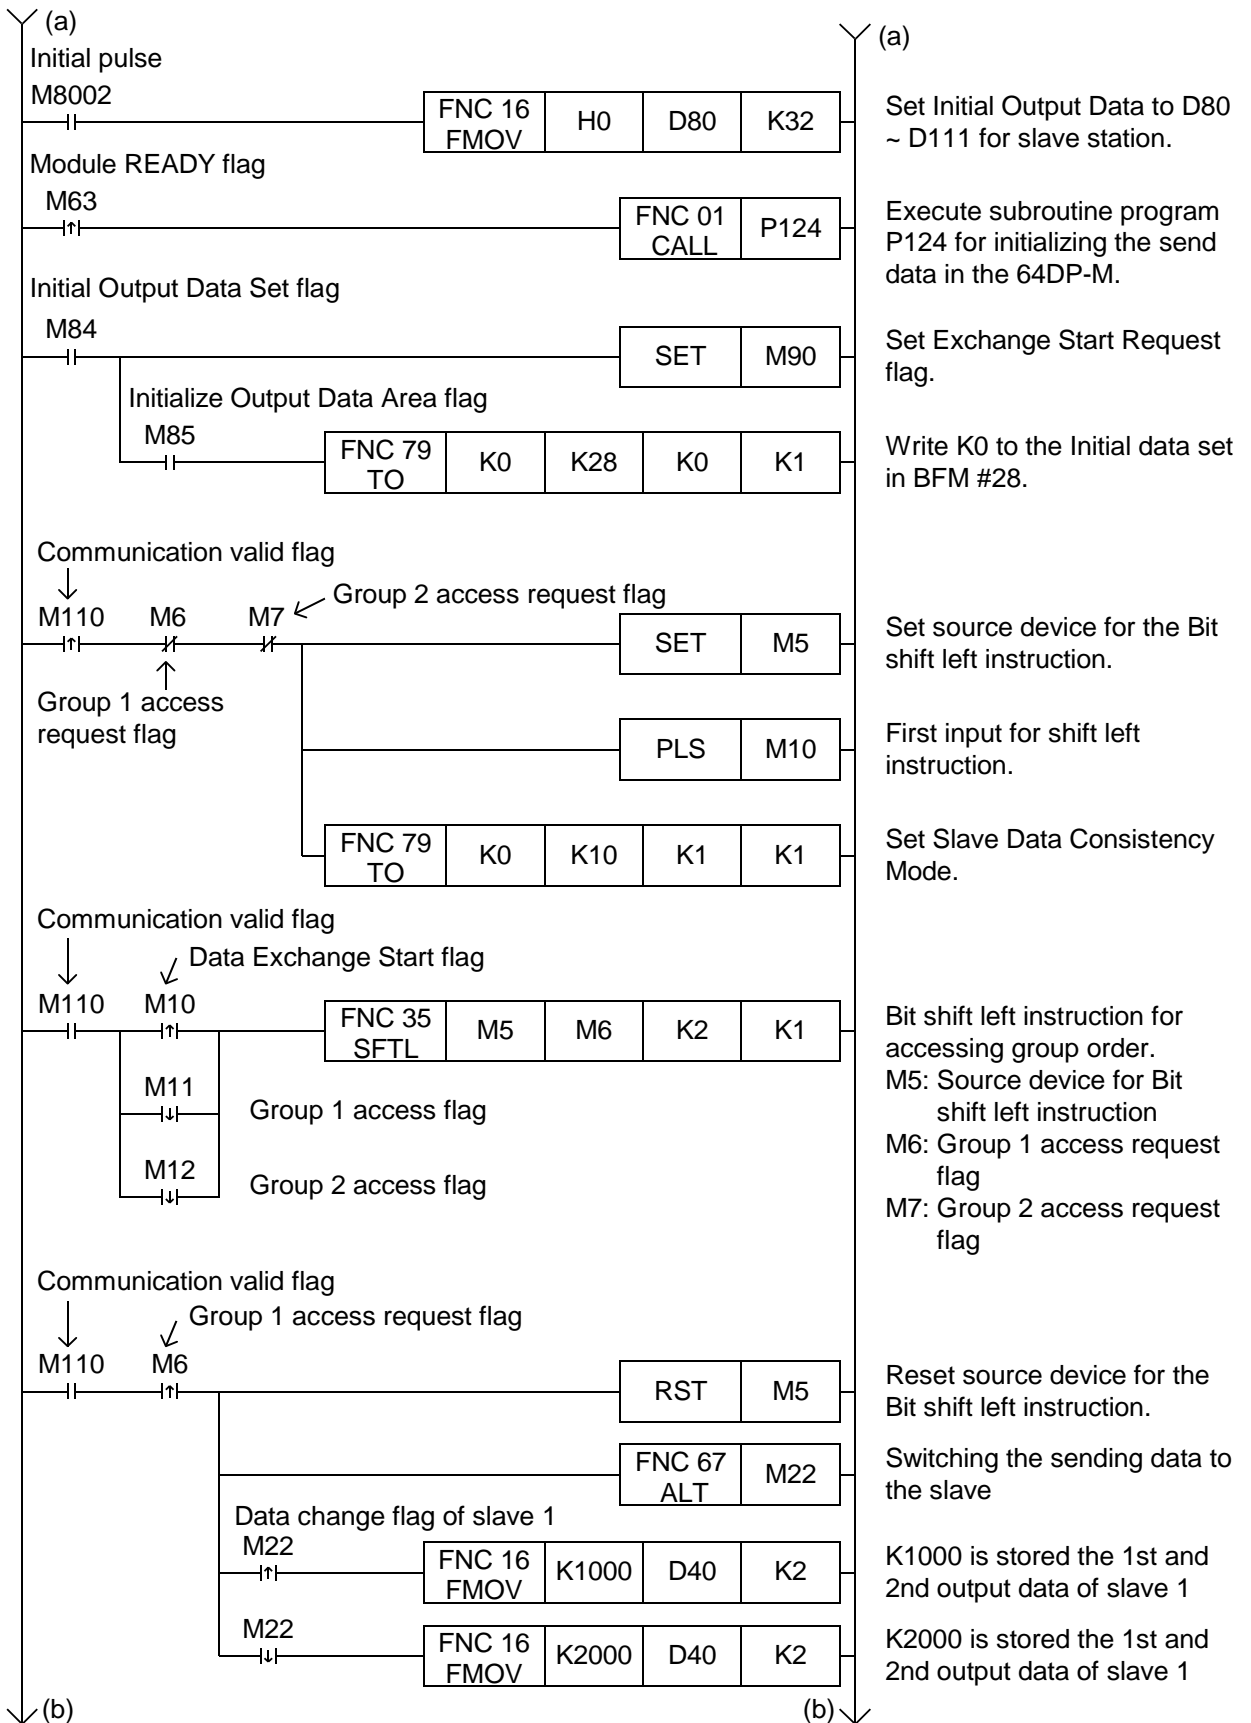 (a)
(a)
Initial pulse
M8002
FNC 16
FMOV
H0
D80
K32
Set Initial Output Data to D80
~ D111 for slave station.
Module READY flag
M63
FNC 01
CALL
P124
Execute subroutine program
P124 for initializing the send
data in the 64DP-M.
Initial Output Data Set flag
M84
SET
M90
Set Exchange Start Request
flag.
Initialize Output Data Area flag
M85
FNC 79
TO
K0
K28
K0
K1
Write K0 to the Initial data set
in BFM #28.
Communication valid flag
Group 2 access request flag
M110
M6
M7
SET
M5
Set source device for the Bit
shift left instruction.
Group 1 access
request flag
PLS
M10
First input for shift left
instruction.
FNC 79
TO
K0
K10
K1
K1
Set Slave Data Consistency
Mode.
Communication valid flag
Data Exchange Start flag
M110
M10
FNC 35
SFTL
M5
M6
K2
K1
Bit shift left instruction for
accessing group order.
M5: Source device for Bit
shift left instruction
M6: Group 1 access request
flag
M7: Group 2 access request
flag
M11
Group 1 access flag
M12
Group 2 access flag
Communication valid flag
Group 1 access request flag
M110
M6
RST
M5
Reset source device for the
Bit shift left instruction.
FNC 67
ALT
M22
Switching the sending data to
the slave
Data change flag of slave 1
M22
FNC 16
FMOV
K1000
D40
K2
K1000 is stored the 1st and
2nd output data of slave 1
M22
FNC 16
FMOV
K2000
D40
K2
K2000 is stored the 1st and
2nd output data of slave 1
(b)
(b)